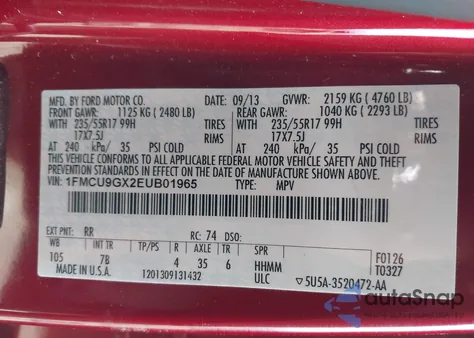 MFD. BY FORD MOTOR CO. DATE: 09/13 GVWR: 2159 KG ( 4760 LB)
FRONT GAWR: 1125 KG ( 2480 LB) REAR GAWR: 1040 KG ( 2293 LB)
WITH 235/55R17 99H TIRES WITH 235/55R17 99H TIRES
17X7.5J RIMS 17X7.5J RIMS
AT 240 kPa/ 35 PSI COLD AT 240 kPa/ 35 PSI COLD
THIS VEHICLE CONFORMS TO ALL APPLICABLE FEDERAL MOTOR VEHICLE SAFETY AND THEFT
PREVENTION STANDARDS IN EFFECT ON THE DATE OF MANUFACTURE SHOWN ABOVE.
VIN: 1FMCU9GX2EUB01965 TYPE: MPV
EXT PNT: RR RC: 74 DSO:
WB INT TR TP/PS R AXLE TR SPR F0126
105 7B 4 35 6 HHMM T0327
MADE IN U.S.A. 1201309131432 ULC 5U5A-3520472-AA
autoSnap